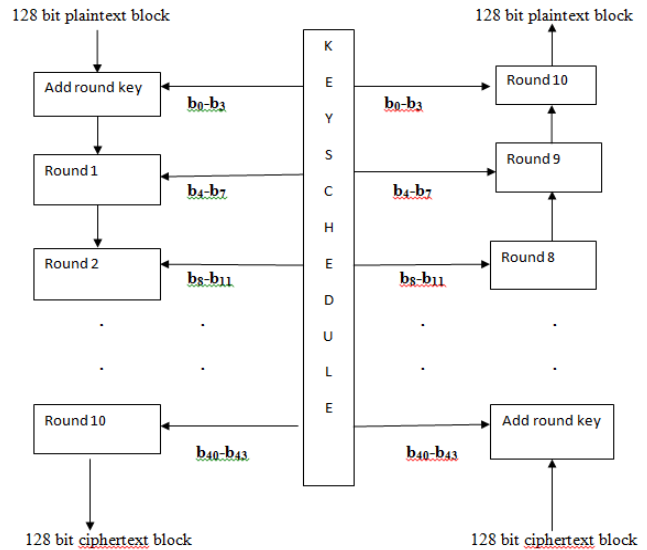 128 bit plaintext block
128 bit plaintext block
K
E
Y
S
C
H
E
D
U
L
E
Add round key
b0-b3
b0-b3
Round 10
Round 1
b4-b7
b4-b7
Round 9
Round 2
b8-b11
b8-b11
Round 8
. . . .
. . . .
Round 10
b40-b43
b40-b43
Add round key
128 bit ciphertext block
128 bit ciphertext block